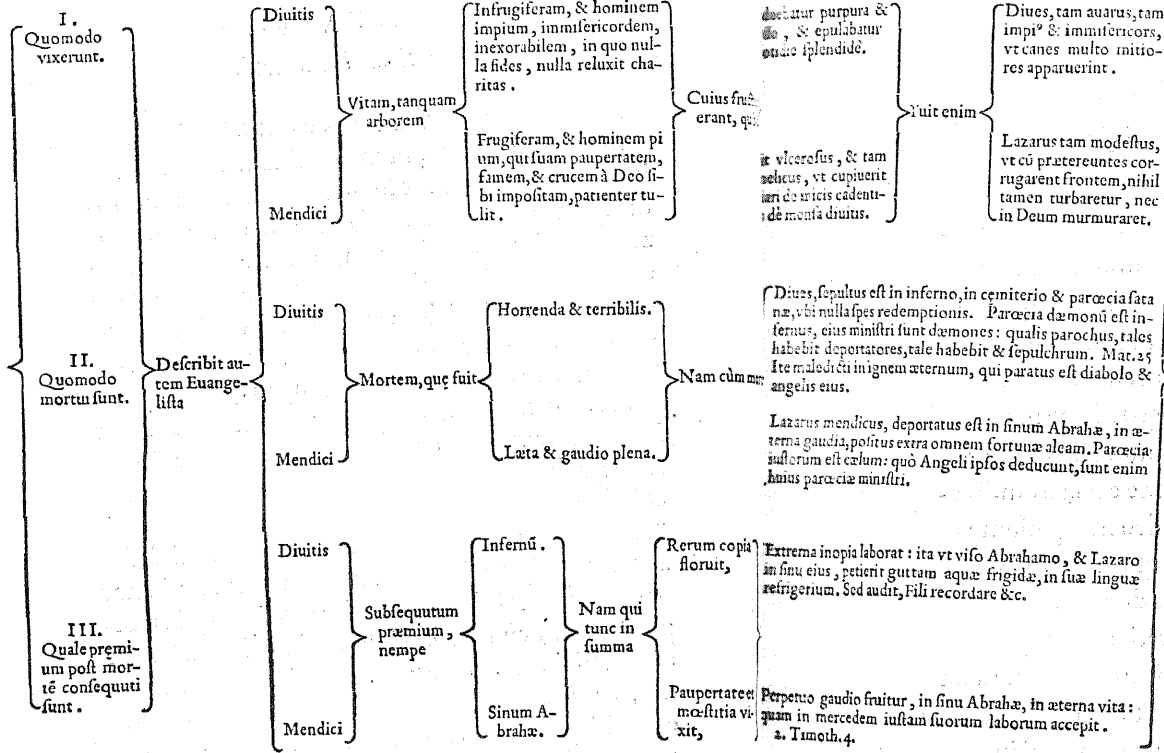 I.
Quomodo
vixerunt.
II.
Quomodo
mortui sunt.
III.
Quale pręmi-
um post mor-
tē consequuti
sunt.
Describit au-
tem Euange-
lista
Diuitis
Mendici
Vitam, tanquam
arborem
Infrugiferam, & hominem
impium, immisericordem,
inexorabilem, in quo nul-
la fides, nulla reluxit cha-
ritas.
Frugiferam, & hominem pi
um, qui suam paupertatem,
famem, & crucem à Deo si-
bi impositam, patienter tu-
lit.
Cuius
erant,
purpura &
, & epulabatur
splendidè.
vlcerosus, & tam
, vt cupiuerit
de micis cadenti-
dè mensa diuitis.
Fuit enim
Diues, tam auarus, tam
impiꝰ & immisericors,
vt canes multo mitio-
res apparuerint.
Lazarus tam modestus,
vt cū prætereuntes cor-
rugarent frontem, nihil
tamen turbaretur, nec
in Deum murmuraret.
Diuitis
Mendici
Mortem, quę fuit
Horrenda & terribilis.
Læta & gaudio plena.
Nam cùm
Diues, sepultus est in inferno, in cęmiterio & parœcia sata
næ, vbi nulla spes redemptionis. Parœcia dæmonū est in-
fernus, eius ministri sunt dæmones: qualis parochus, tales
habebit deportatores, tale habebit & sepulchrum. Mat. 25
Ite maledicti in ignem æternum, qui paratus est diabolo &
angelis eius.
Lazarus mendicus, deportatus est in sinum Abrahæ, in æ-
terna gaudia, positus extra omnem fortunæ aleam. Parœcia
iustorum est cælum: quò Angeli ipsos deducunt, sunt enim
huius parœciæ ministri.
Diuitis
Mendici
Subsequutum
præmium,
nempe
Infernū.
Sinum A-
brahæ.
Nam qui
tunc in
summa
Rerum copia
floruit,
Paupertate et
mœstitia vi-
xit,
Extrema inopia laborat: ita vt viso Abrahamo, & Lazaro
in sinu eius, petierit guttam aquæ frigidæ, in suæ linguæ
refrigerium. Sed audit, Fili recordare &c.
Perpetuo gaudio fruitur, in sinu Abrahæ, in æterna vita:
quam in mercedem iustam suorum laborum accepit.
2. Timoth. 4.